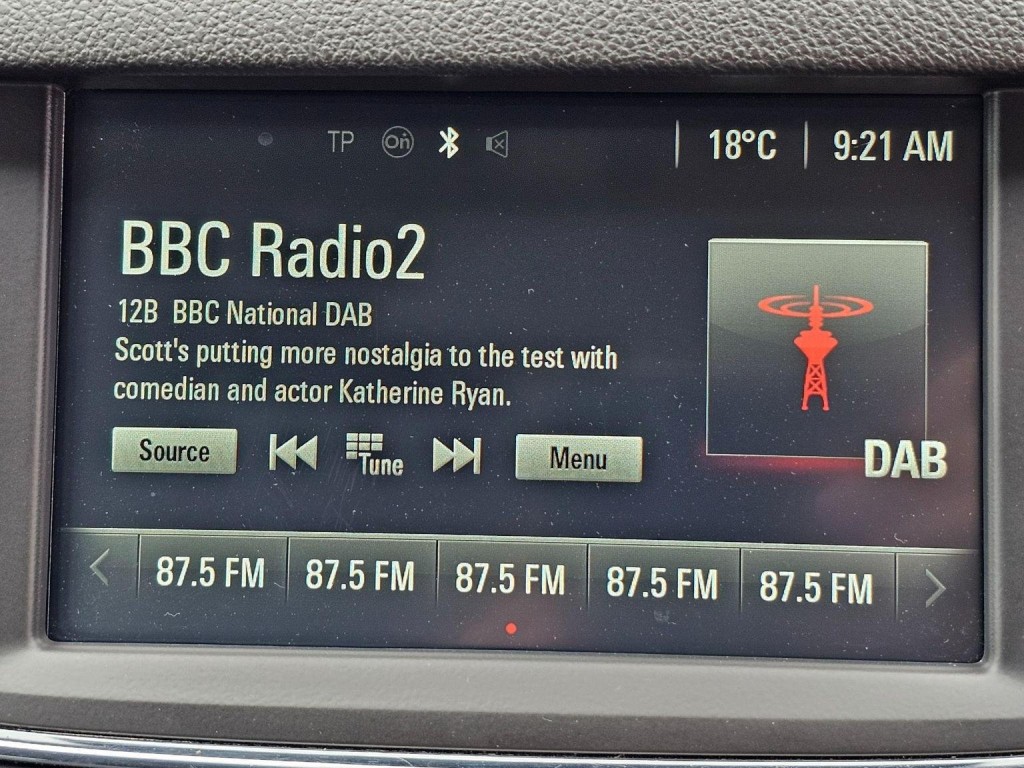 TP On 18°C 9:21 AM
BBC Radio2
12B BBC National DAB
Scott's putting more nostalgia to the test with
comedian and actor Katherine Ryan.
Source Tune Menu
DAB
87.5 FM 87.5 FM 87.5 FM 87.5 FM 87.5 FM